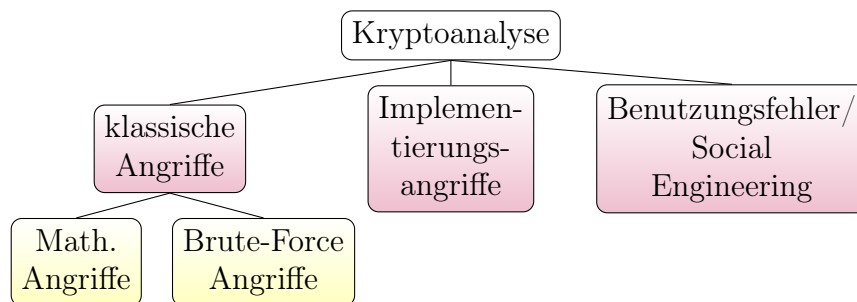 Kryptoanalyse
klassische
Angriffe
Implemen-
tierungs-
angriffe
Benutzungsfehler/
Social
Engineering
Math.
Angriffe
Brute-Force
Angriffe